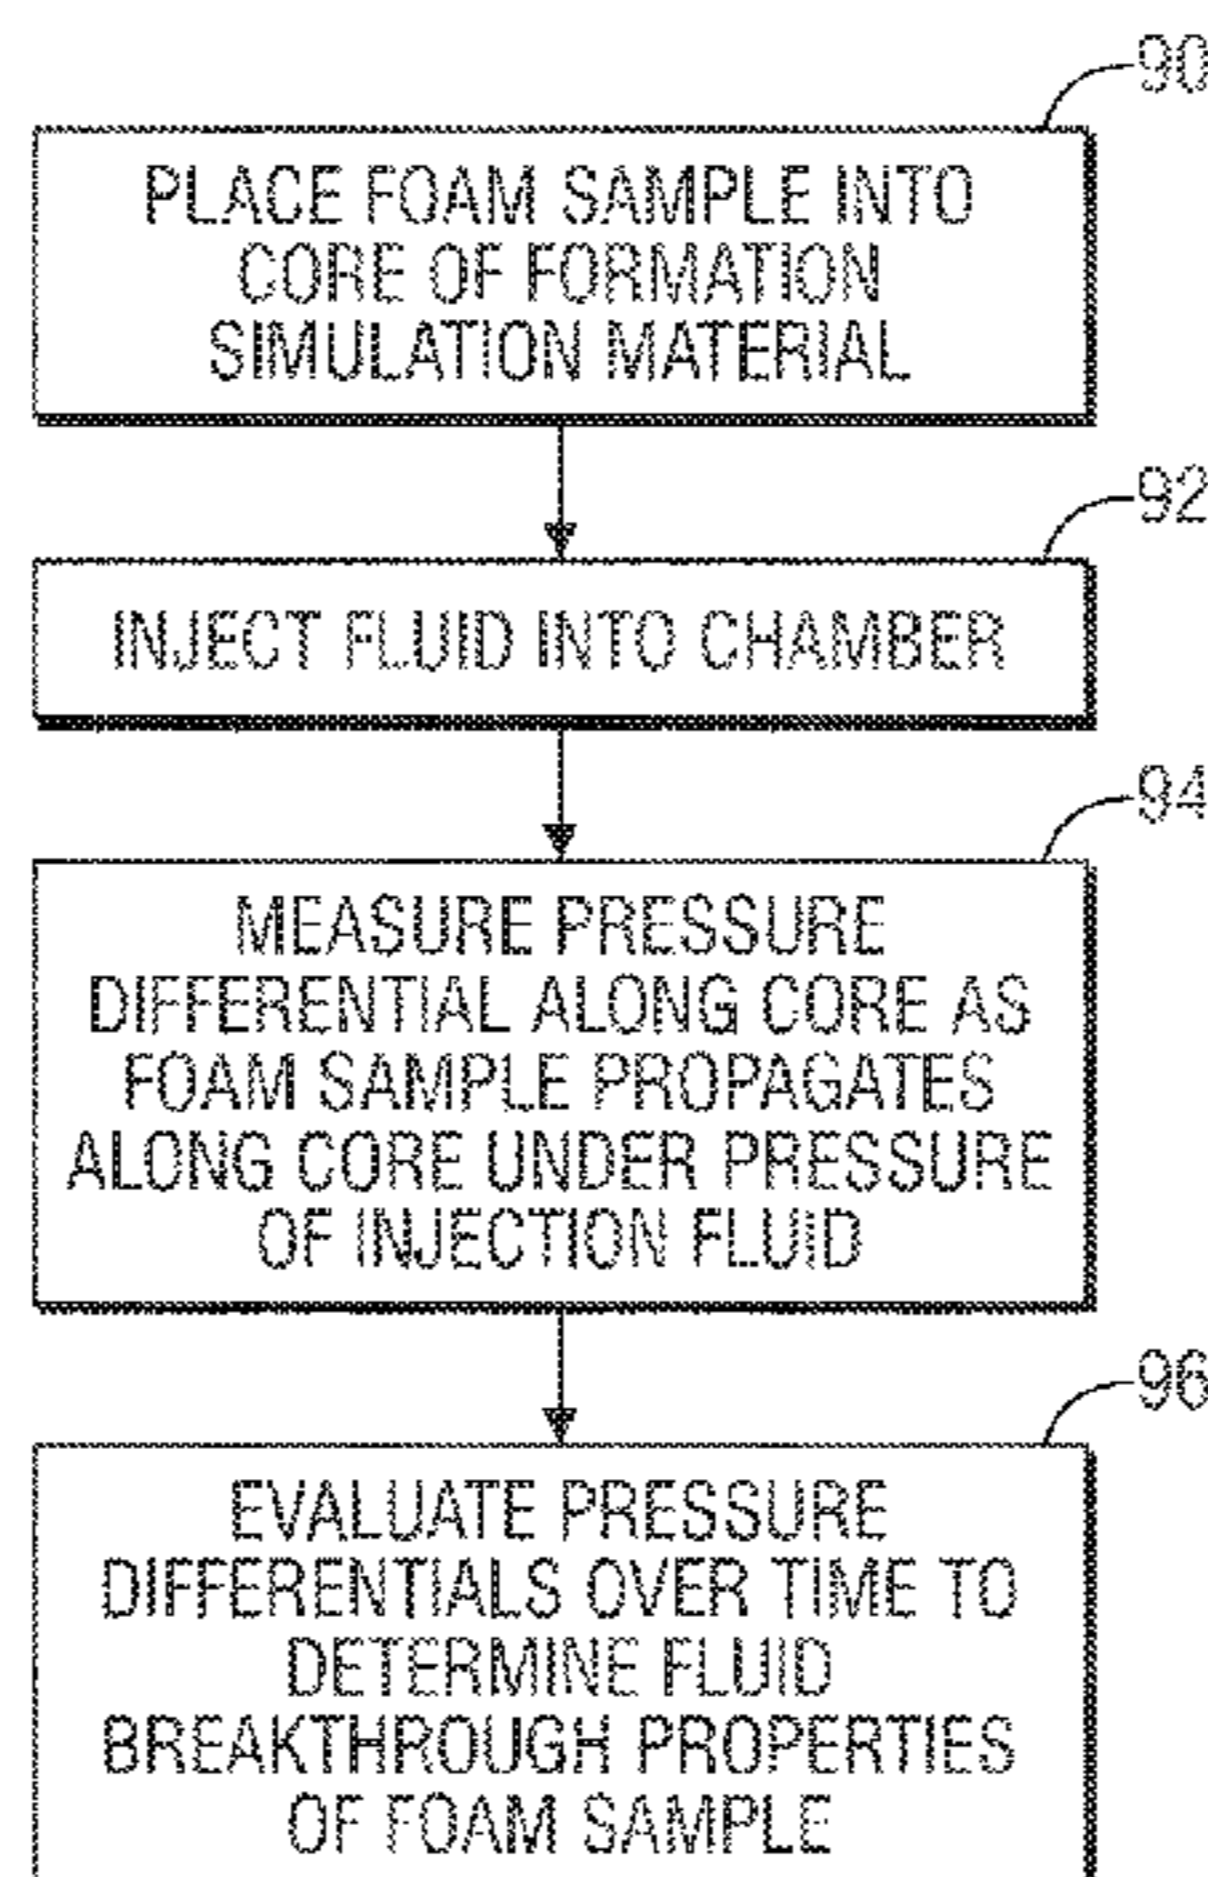 90
PLACE FOAM SAMPLE INTO
CORE OF FORMATION
SIMULATION MATERIAL
92
INJECT FLUID INTO CHAMBER
94
MEASURE PRESSURE
DIFFERENTIAL ALONG CORE AS
FOAM SAMPLE PROPAGATES
ALONG CORE UNDER PRESSURE
OF INJECTION FLUID
96
EVALUATE PRESSURE
DIFFERENTIALS OVER TIME TO
DETERMINE FLUID
BREAKTHROUGH PROPERTIES
OF FOAM SAMPLE